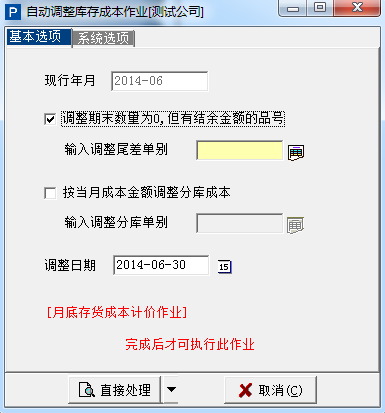 自动调整库存成本作业[测试公司]
基本选项 系统选项
现行年月 2014-06
调整期末数量为0,但有结余金额的品号
输入调整尾差单别
按当月成本金额调整分库成本
输入调整分库单别
调整日期 2014-06-30 15
[月底存货成本计价作业]
完成后才可执行此作业
直接处理 取消(C)